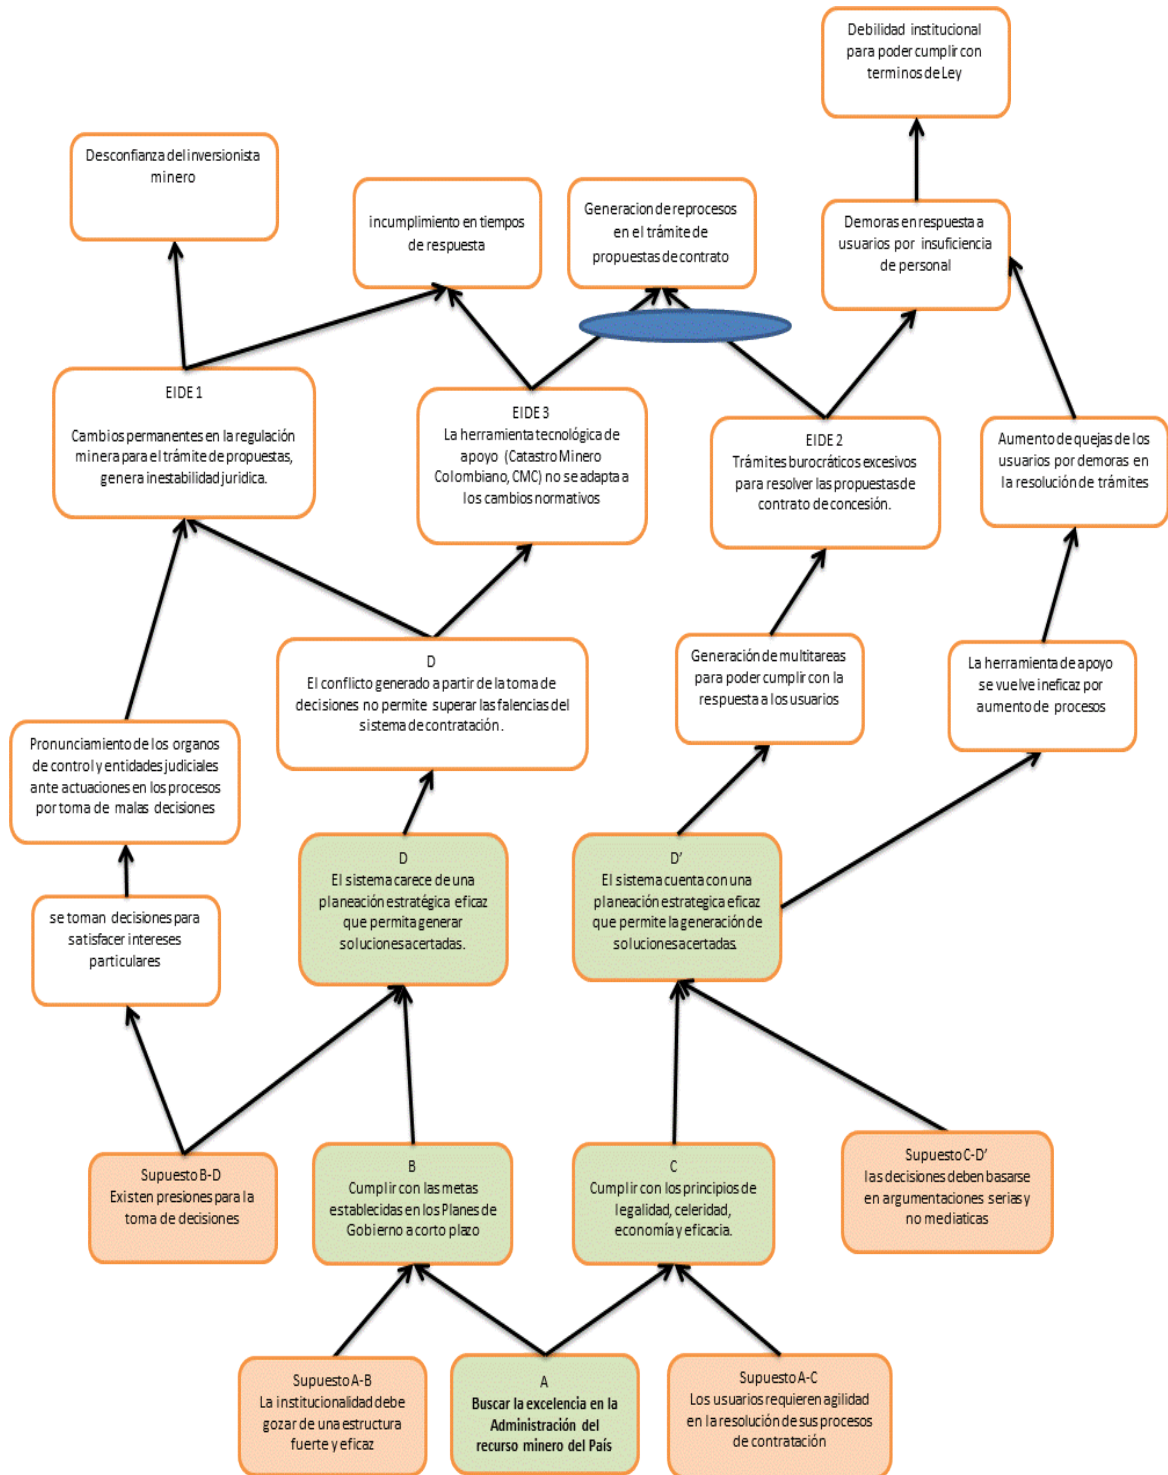 Debilidad institucional
para poder cumplir con
terminos de Ley
Desconfianza del inversionista
minero
incumplimiento en tiempos
de respuesta
Generacion de reprocesos
en el trámite de
propuestas de contrato
Demoras en respuesta a
usuarios por insuficiencia
de personal
EIDE 1
Cambios permanentes en la regulación
minera para el trámite de propuestas,
genera inestabilidad juridica.
EIDE 3
La herramienta tecnológica de
apoyo (Catastro Minero
Colombiano, CMC) no se adapta a
los cambios normativos
EIDE 2
Trámites burocráticos excesivos
para resolver las propuestas de
contrato de concesión.
Aumento de quejas de los
usuarios por demoras en
la resolución de trámites
D
El conflicto generado a partir de la toma de
decisiones no permite superar las falencias del
sistema de contratación.
Generación de multitareas
para poder cumplir con la
respuesta a los usuarios
La herramienta de apoyo
se vuelve ineficaz por
aumento de procesos
Pronunciamiento de los organos
de control y entidades judiciales
ante actuaciones en los procesos
por toma de malas decisiones
D
El sistema carece de una
planeación estratégica eficaz
que permita generar
soluciones acertadas.
D’
El sistema cuenta con una
planeación estrategica eficaz
que permite la generación de
soluciones acertadas.
se toman decisiones para
satisfacer intereses
particulares
Supuesto B-D
Existen presiones para la
toma de decisiones
B
Cumplir con las metas
establecidas en los Planes de
Gobierno a corto plazo
C
Cumplir con los principios de
legalidad, celeridad,
economía y eficacia.
Supuesto C-D’
las decisiones deben basarse
en argumentaciones serias y
no mediaticas
Supuesto A-B
La institucionalidad debe
gozar de una estructura
fuerte y eficaz
A
Buscar la excelencia en la
Administración del
recurso minero del País
Supuesto A-C
Los usuarios requieren agilidad
en la resolución de sus procesos
de contratación